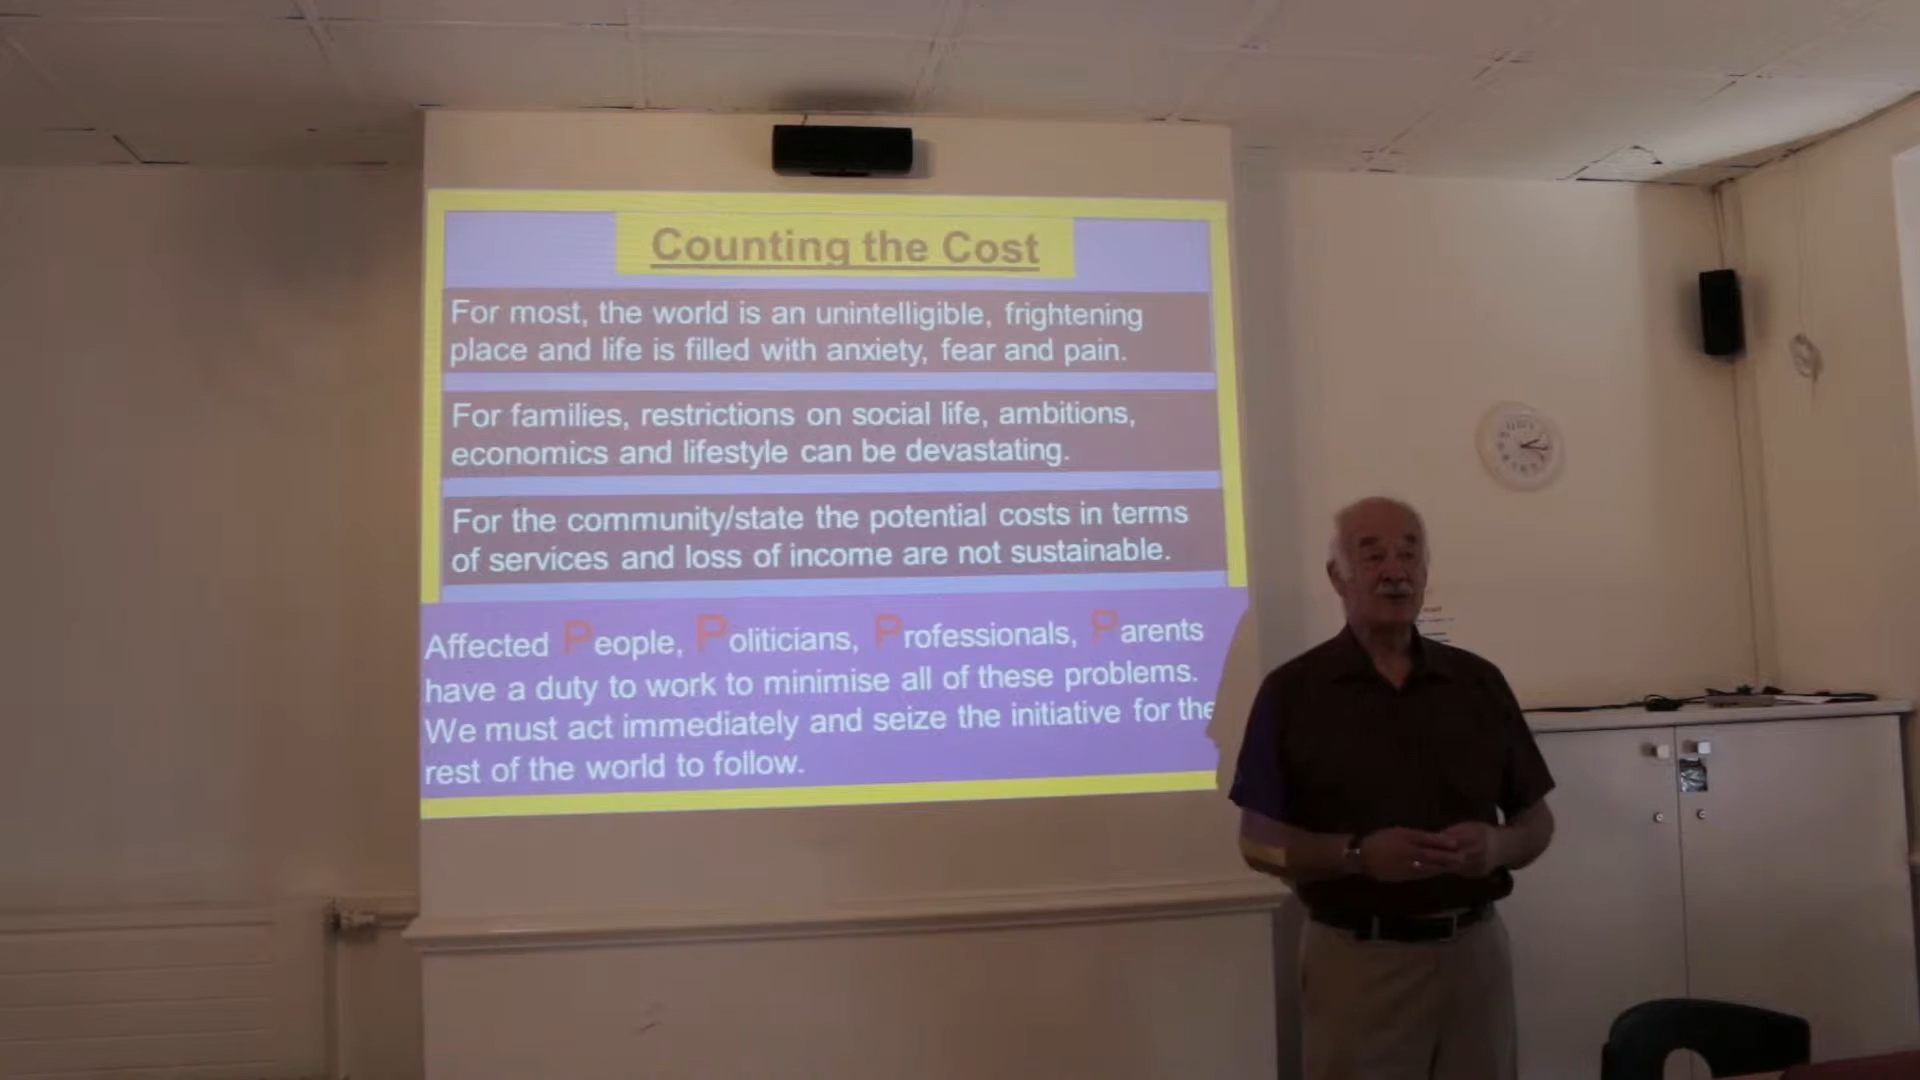 Counting the Cost
For most, the world is an unintelligible, frightening
place and life is filled with anxiety, fear and pain.
For families, restrictions on social life, ambitions,
economics and lifestyle can be devastating.
For the community/state the potential costs in terms
of services and loss of income are not sustainable.
Affected People, Politicians, Professionals, Parents
have a duty to work to minimise all of these problems.
We must act immediately and seize the initiative for the
rest of the world to follow.